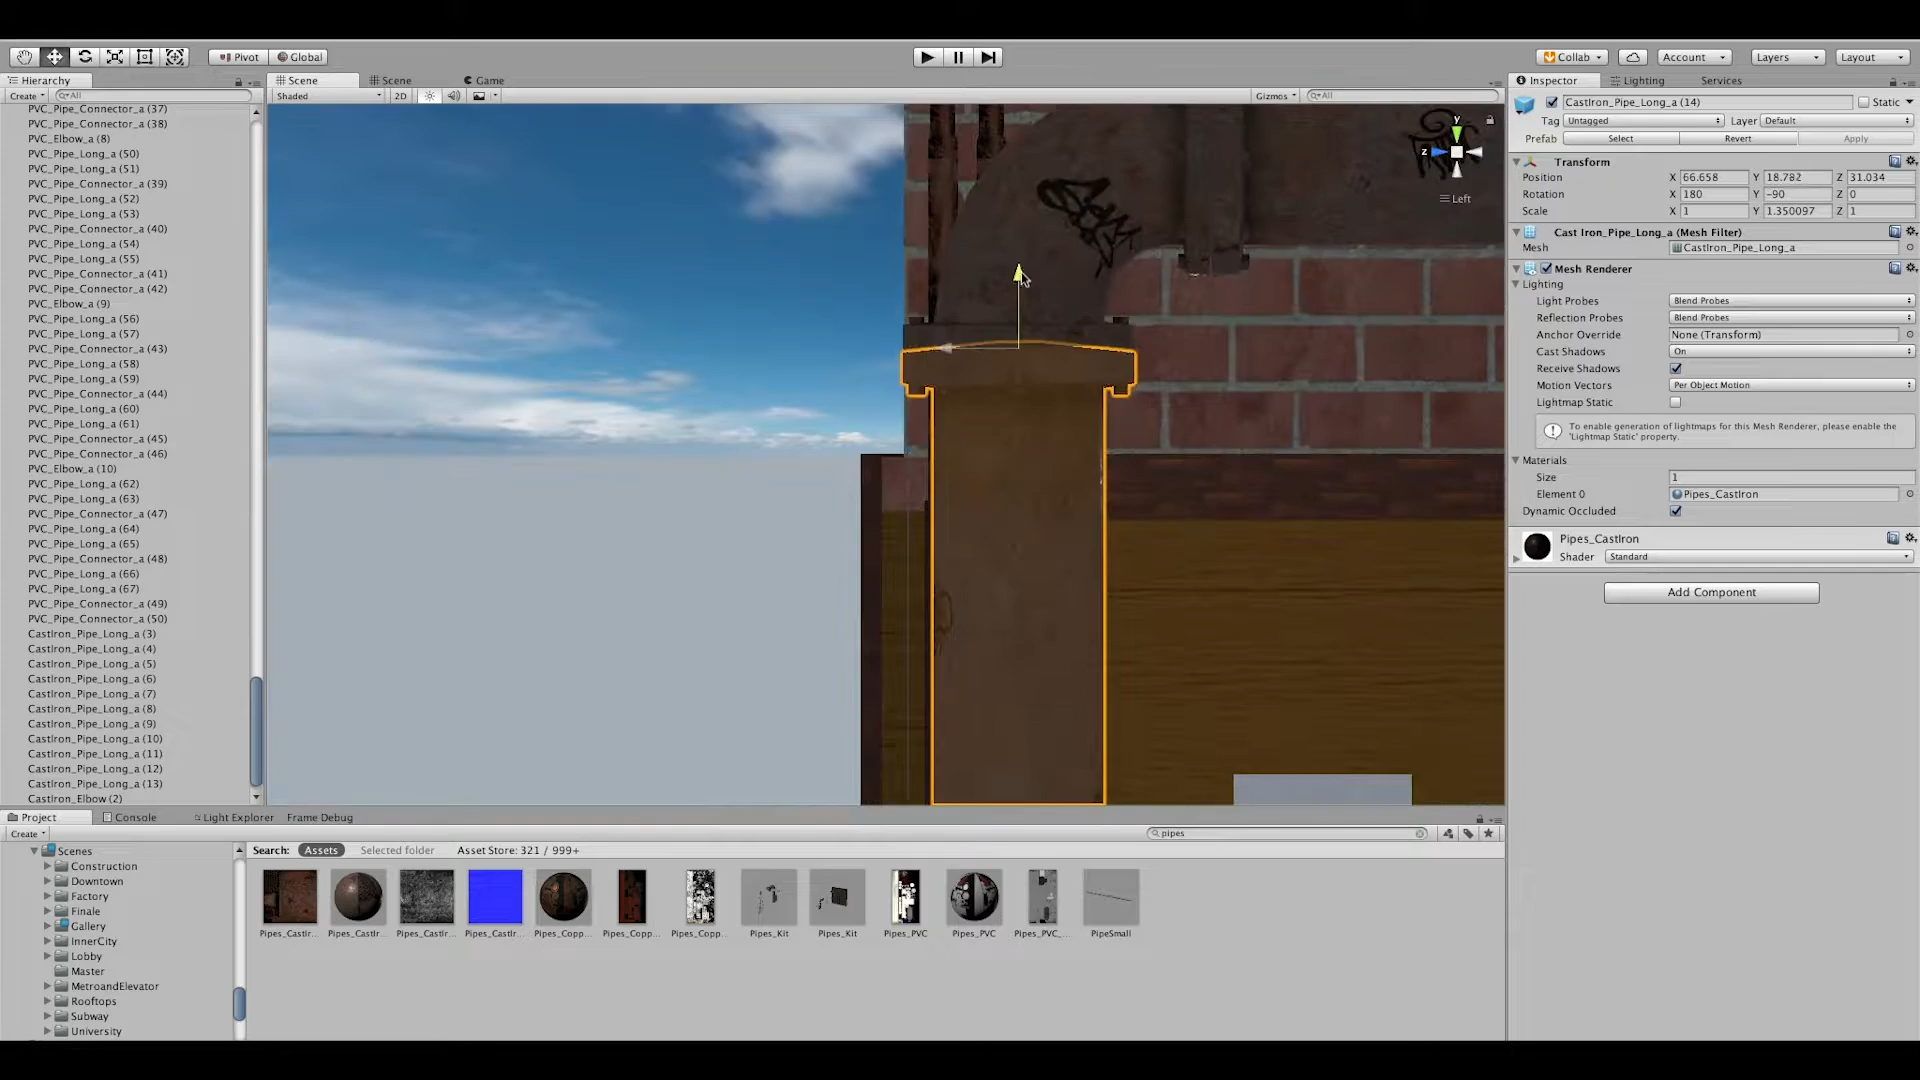 Pivot Global Collab Account Layers Layout
Hierarchy
Create All
PVC_Pipe_Connector_a (37)
PVC_Pipe_Connector_a (38)
PVC_Elbow_a (8)
PVC_Pipe_Long_a (50)
PVC_Pipe_Long_a (51)
PVC_Pipe_Connector_a (39)
PVC_Pipe_Long_a (52)
PVC_Pipe_Long_a (53)
PVC_Pipe_Connector_a (40)
PVC_Pipe_Long_a (54)
PVC_Pipe_Long_a (55)
PVC_Pipe_Connector_a (41)
PVC_Pipe_Connector_a (42)
PVC_Elbow_a (9)
PVC_Pipe_Long_a (56)
PVC_Pipe_Long_a (57)
PVC_Pipe_Connector_a (43)
PVC_Pipe_Long_a (58)
PVC_Pipe_Long_a (59)
PVC_Pipe_Connector_a (44)
PVC_Pipe_Long_a (60)
PVC_Pipe_Long_a (61)
PVC_Pipe_Connector_a (45)
PVC_Pipe_Connector_a (46)
PVC_Elbow_a (10)
PVC_Pipe_Long_a (62)
PVC_Pipe_Long_a (63)
PVC_Pipe_Connector_a (47)
PVC_Pipe_Long_a (64)
PVC_Pipe_Long_a (65)
PVC_Pipe_Connector_a (48)
PVC_Pipe_Long_a (66)
PVC_Pipe_Long_a (67)
PVC_Pipe_Connector_a (49)
PVC_Pipe_Connector_a (50)
CastIron_Pipe_Long_a (3)
CastIron_Pipe_Long_a (4)
CastIron_Pipe_Long_a (5)
CastIron_Pipe_Long_a (6)
CastIron_Pipe_Long_a (7)
CastIron_Pipe_Long_a (8)
CastIron_Pipe_Long_a (9)
CastIron_Pipe_Long_a (10)
CastIron_Pipe_Long_a (11)
CastIron_Pipe_Long_a (12)
CastIron_Pipe_Long_a (13)
CastIron_Elbow (2)
Scene Scene Game
Shaded 2D Gizmos All
y
z
Left
Inspector Lighting Services
CastIron_Pipe_Long_a (14) Static
Tag Untagged Layer Default
Prefab Select Revert Apply
Transform
Position X 66.658 Y 18.782 Z 31.034
Rotation X 180 Y -90 Z 0
Scale X 1 Y 1.350097 Z 1
Cast Iron_Pipe_Long_a (Mesh Filter)
Mesh CastIron_Pipe_Long_a
Mesh Renderer
Lighting
Light Probes Blend Probes
Reflection Probes Blend Probes
Anchor Override None (Transform)
Cast Shadows On
Receive Shadows
Motion Vectors Per Object Motion
Lightmap Static
To enable generation of lightmaps for this Mesh Renderer, please enable the
'Lightmap Static' property.
Materials
Size 1
Element 0 Pipes_CastIron
Dynamic Occluded
Pipes_CastIron
Shader Standard
Add Component
Project Console Light Explorer Frame Debug
Create pipes
Scenes
Construction
Downtown
Factory
Finale
Gallery
InnerCity
Lobby
Master
MetroandElevator
Rooftops
Subway
University
Search: Assets Selected folder Asset Store: 321 / 999+
Pipes_CastIr... Pipes_CastIr... Pipes_CastIr... Pipes_CastIr... Pipes_Copp... Pipes_Copp... Pipes_Copp... Pipes_Kit Pipes_Kit Pipes_PVC Pipes_PVC Pipes_PVC_... PipeSmall